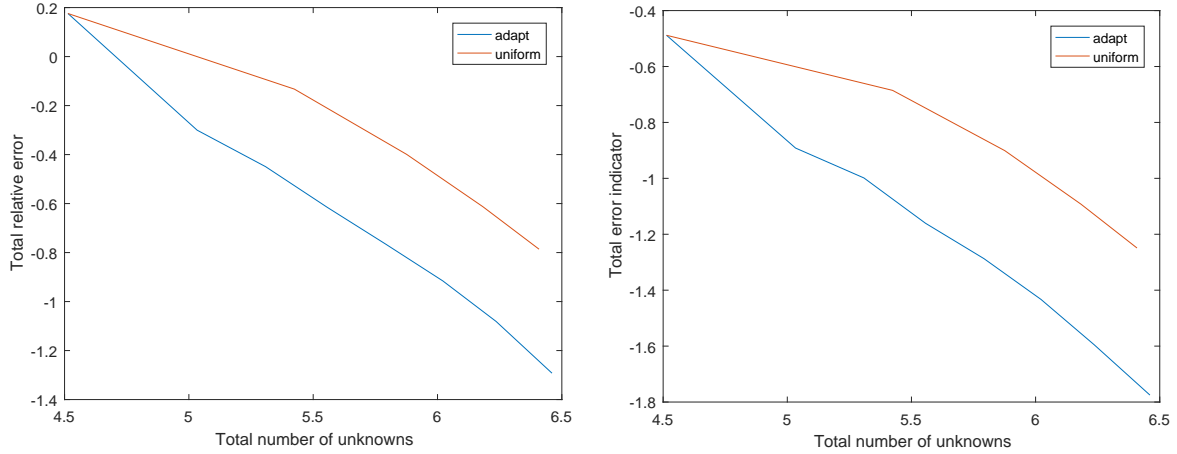 0.2
0
-0.2
-0.4
-0.6
-0.8
-1
-1.2
-1.4
Total relative error
adapt
uniform
4.5 5 5.5 6 6.5
Total number of unknowns
-0.4
-0.6
-0.8
-1
-1.2
-1.4
-1.6
-1.8
Total error indicator
adapt
uniform
4.5 5 5.5 6 6.5
Total number of unknowns